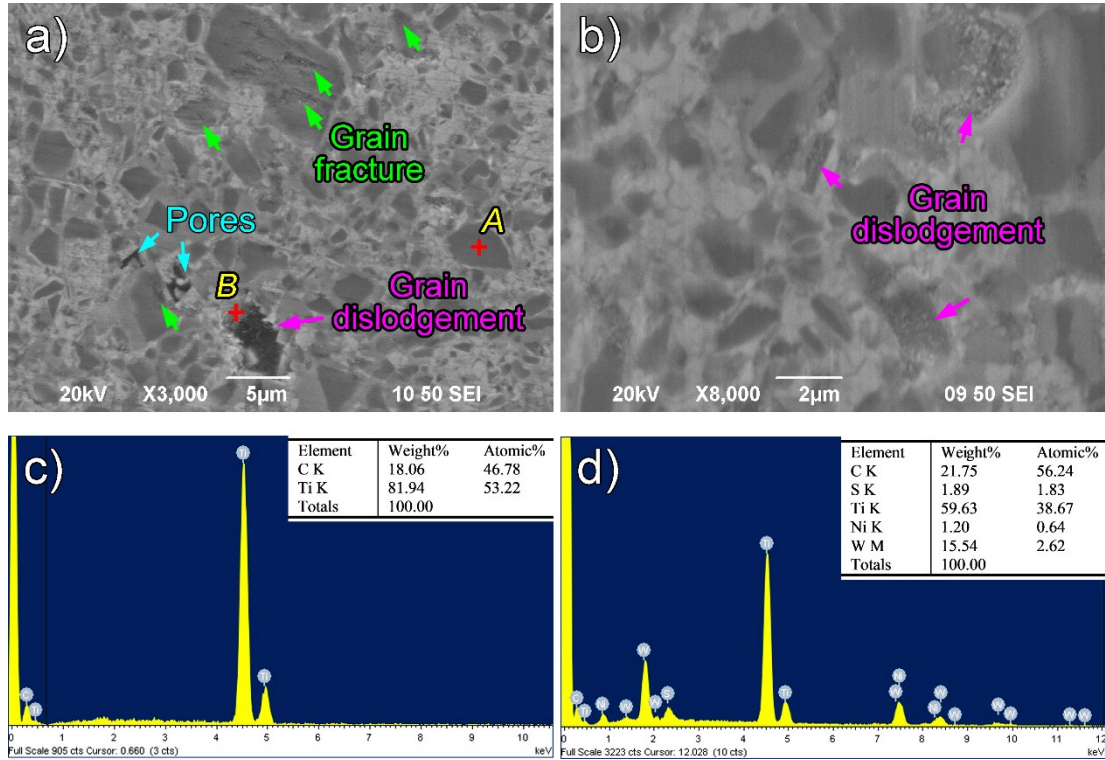 a)
Grain
fracture
Pores
A
B
Grain
dislodgement
20kV X3,000 5μm 10 50 SEI
b)
Grain
dislodgement
20kV X8,000 2μm 09 50 SEI
c)
Element Weight% Atomic%
C K 18.06 46.78
Ti K 81.94 53.22
Totals 100.00
Ti
Ti
C
Ti
0 1 2 3 4 5 6 7 8 9 10
Full Scale 905 cts Cursor: 0.660 (3 cts) keV
d)
Element Weight% Atomic%
C K 21.75 56.24
S K 1.89 1.83
Ti K 59.63 38.67
Ni K 1.20 0.64
W M 15.54 2.62
Totals 100.00
Ti
W
Ni
C Ni W S Ti W W
Ti W W Ni W W W W W
0 1 2 3 4 5 6 7 8 9 10 11 12
Full Scale 3223 cts Cursor: 12.028 (10 cts) keV